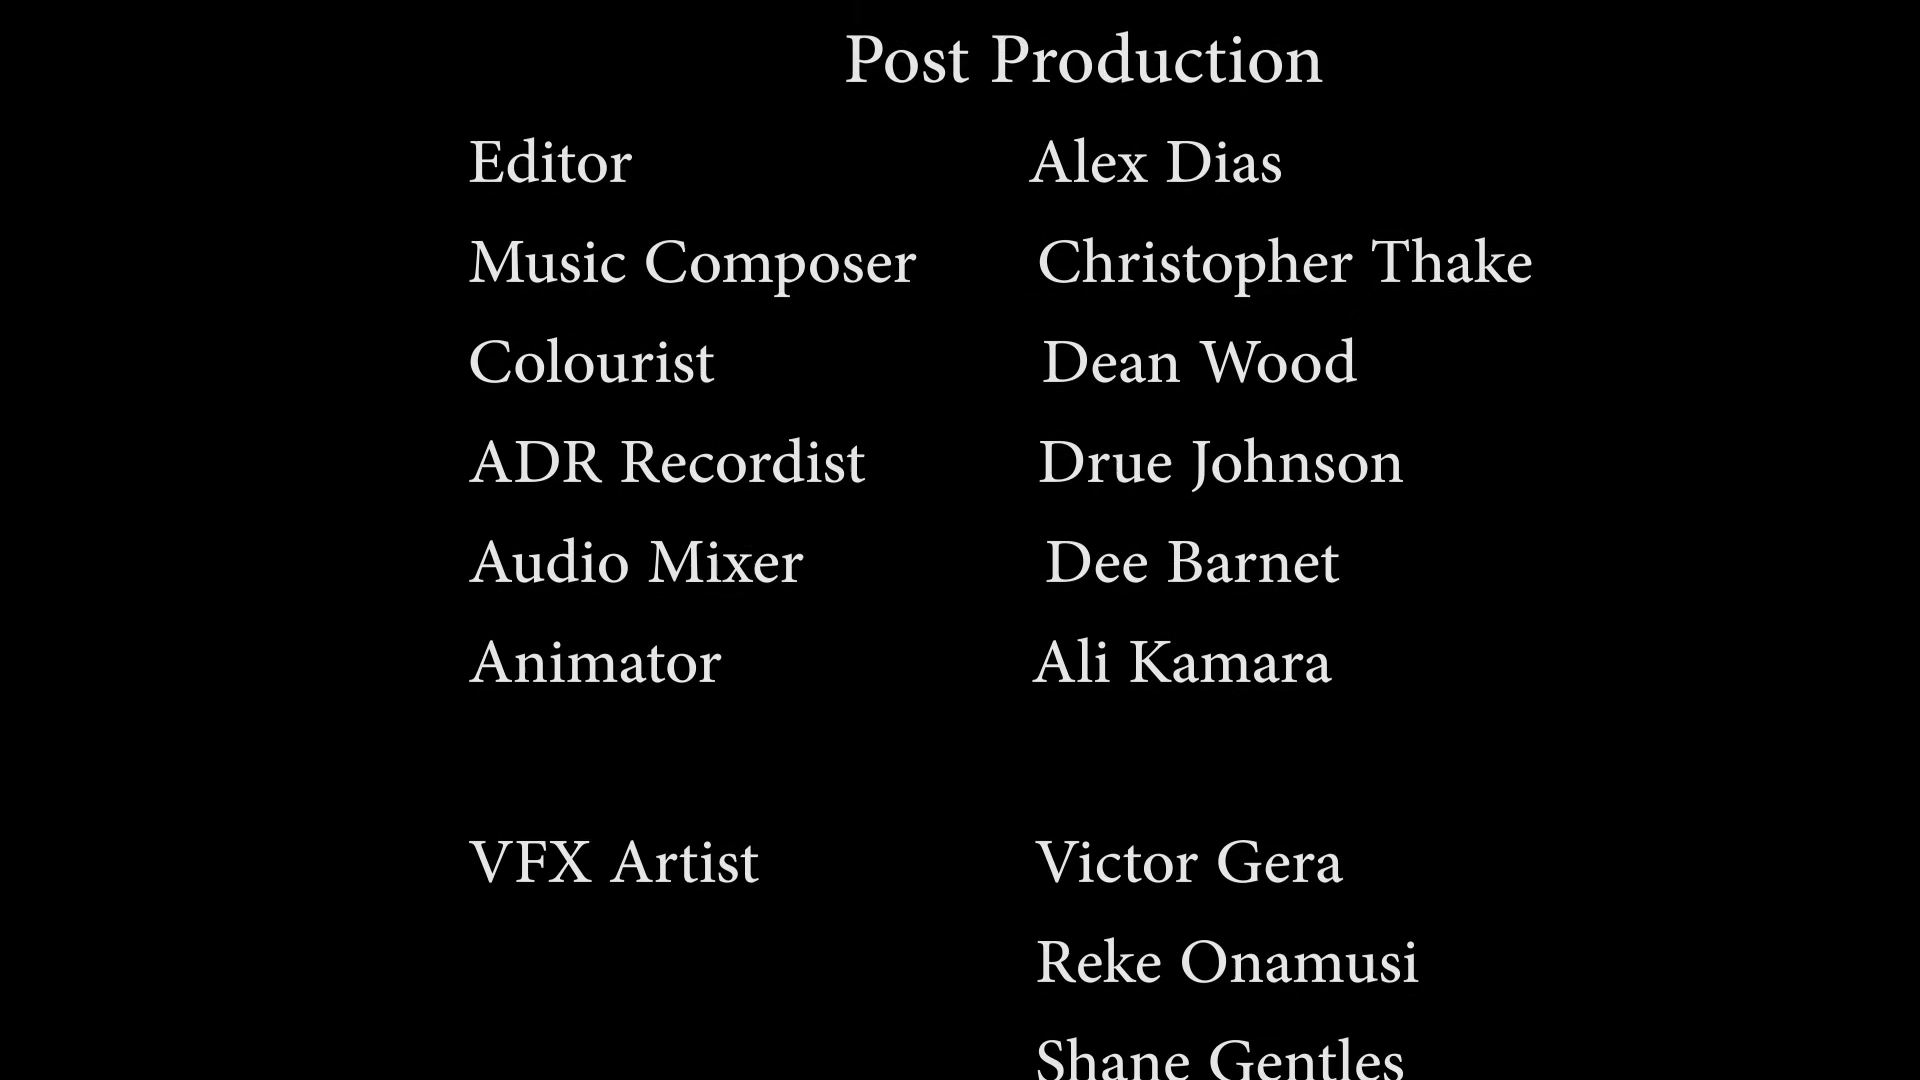 Post Production
Editor Alex Dias
Music Composer Christopher Thake
Colourist Dean Wood
ADR Recordist Drue Johnson
Audio Mixer Dee Barnet
Animator Ali Kamara
VFX Artist Victor Gera
Reke Onamusi
Shane Gentles